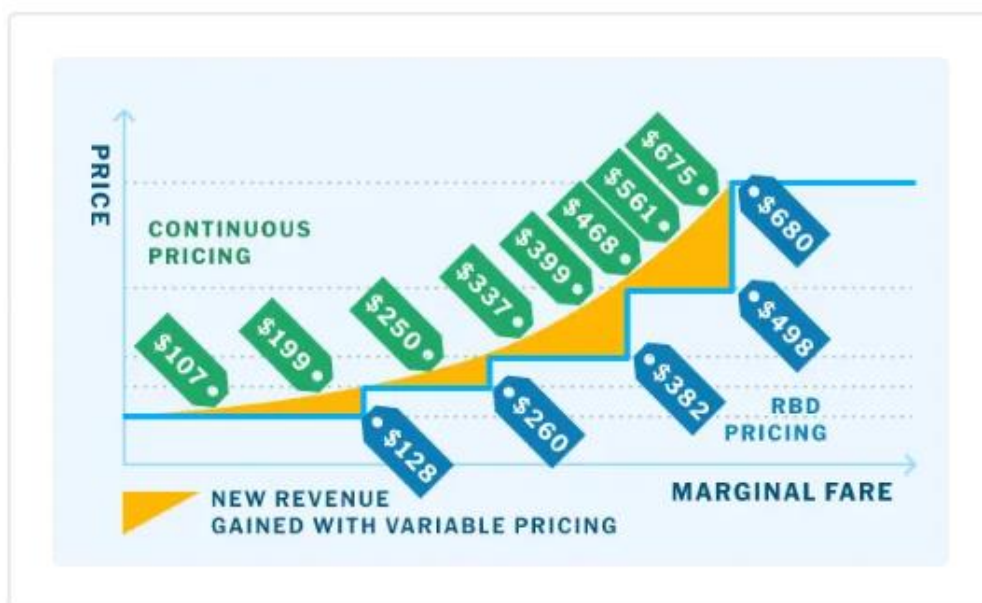 PRICE
CONTINUOUS
PRICING
$107
$199
$250
$337
$399
$468
$561
$675
$680
$498
$382
$260
$128
RBD
PRICING
MARGINAL FARE
NEW REVENUE
GAINED WITH VARIABLE PRICING